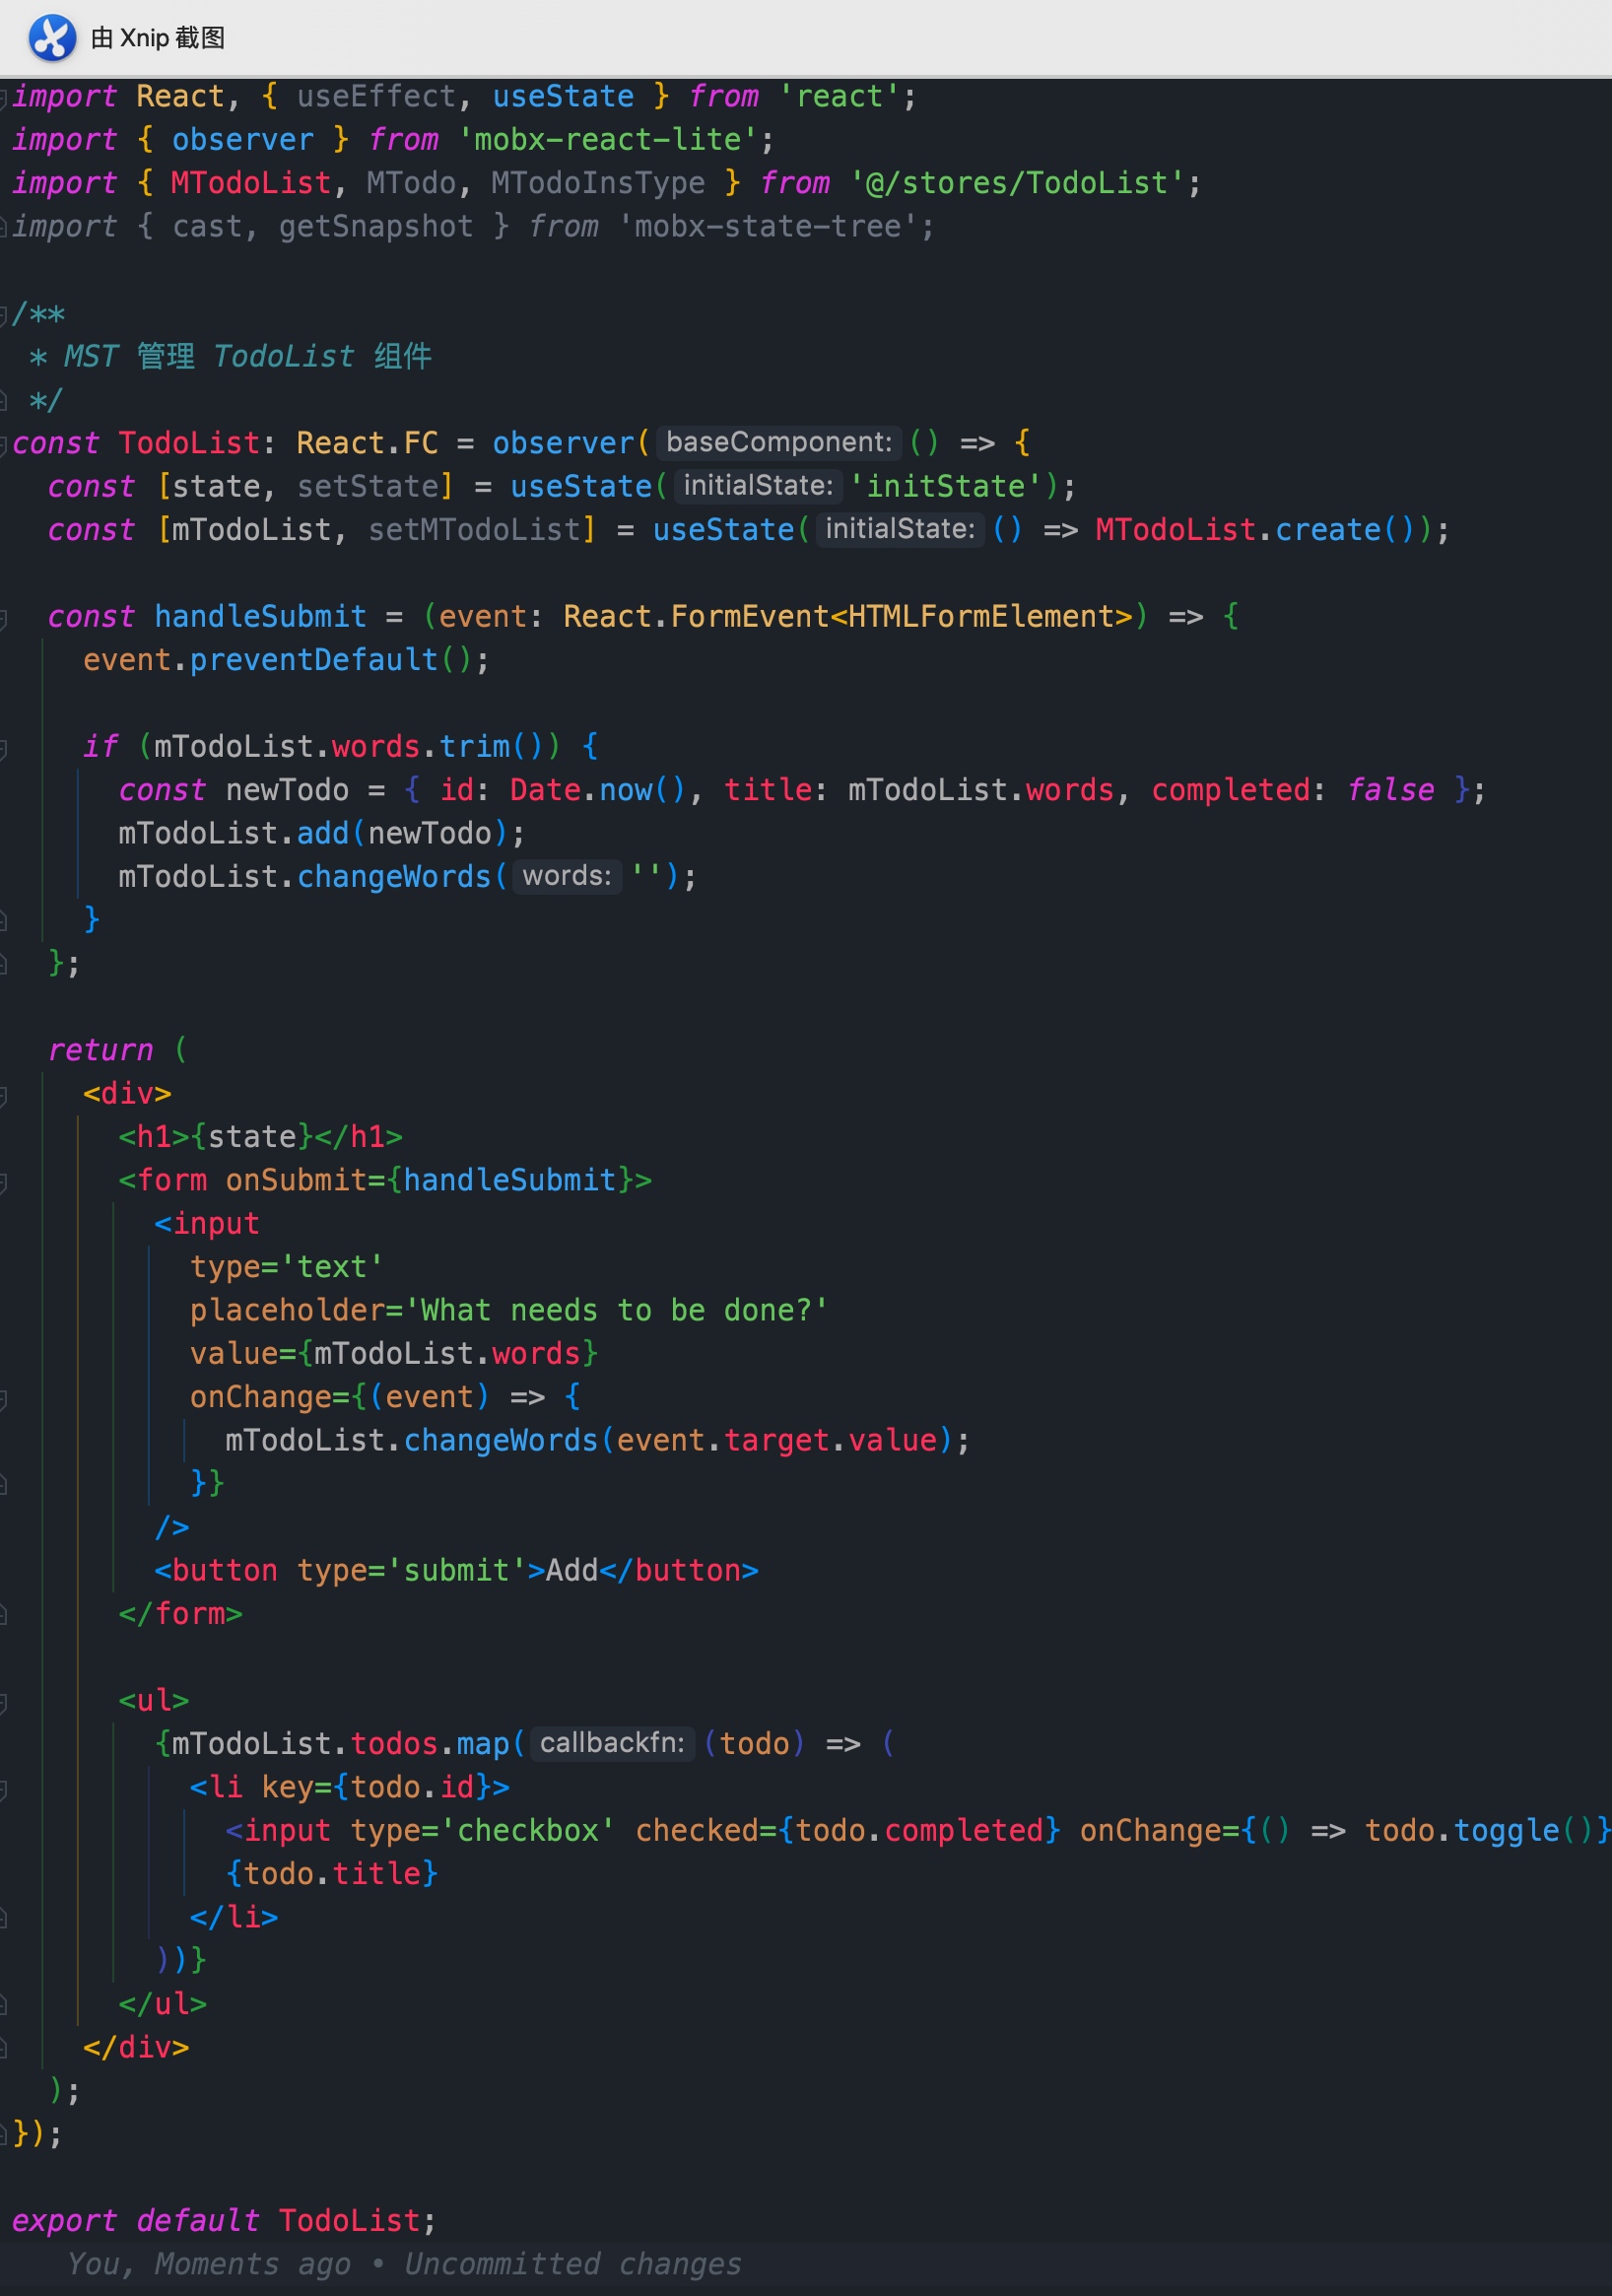 由 Xnip 截图
import React, { useEffect, useState } from 'react';
import { observer } from 'mobx-react-lite';
import { MTodoList, MTodo, MTodoInsType } from '@/stores/TodoList';
import { cast, getSnapshot } from 'mobx-state-tree';
/**
* MST 管理 TodoList 组件
*/
const TodoList: React.FC = observer( baseComponent: () => {
const [state, setState] = useState( initialState: 'initState');
const [mTodoList, setMTodoList] = useState( initialState: () => MTodoList.create());
const handleSubmit = (event: React.FormEvent<HTMLFormElement>) => {
event.preventDefault();
if (mTodoList.words.trim()) {
const newTodo = { id: Date.now(), title: mTodoList.words, completed: false };
mTodoList.add(newTodo);
mTodoList.changeWords( words: '');
}
};
return (
<div>
<h1>{state}</h1>
<form onSubmit={handleSubmit}>
<input
type='text'
placeholder='What needs to be done?'
value={mTodoList.words}
onChange={(event) => {
mTodoList.changeWords(event.target.value);
}}
/>
<button type='submit'>Add</button>
</form>
<ul>
{mTodoList.todos.map( callbackfn: (todo) => (
<li key={todo.id}>
<input type='checkbox' checked={todo.completed} onChange={() => todo.toggle()}
{todo.title}
</li>
))}
</ul>
</div>
);
});
export default TodoList;
You, Moments ago • Uncommitted changes